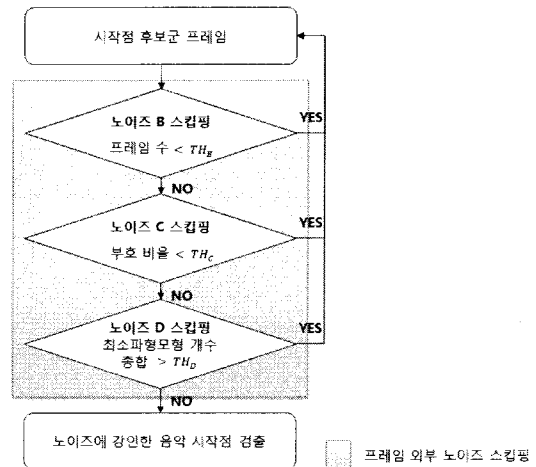 시작점 후보군 프레임
노이즈 B 스킵핑
프레임 수 < TH_B
YES
NO
노이즈 C 스킵핑
부호 비율 < TH_C
YES
NO
노이즈 D 스킵핑
최소파형모형 개수
총합 > TH_D
YES
NO
노이즈에 강인한 음악 시작점 검출
프레임 외부 노이즈 스킵핑